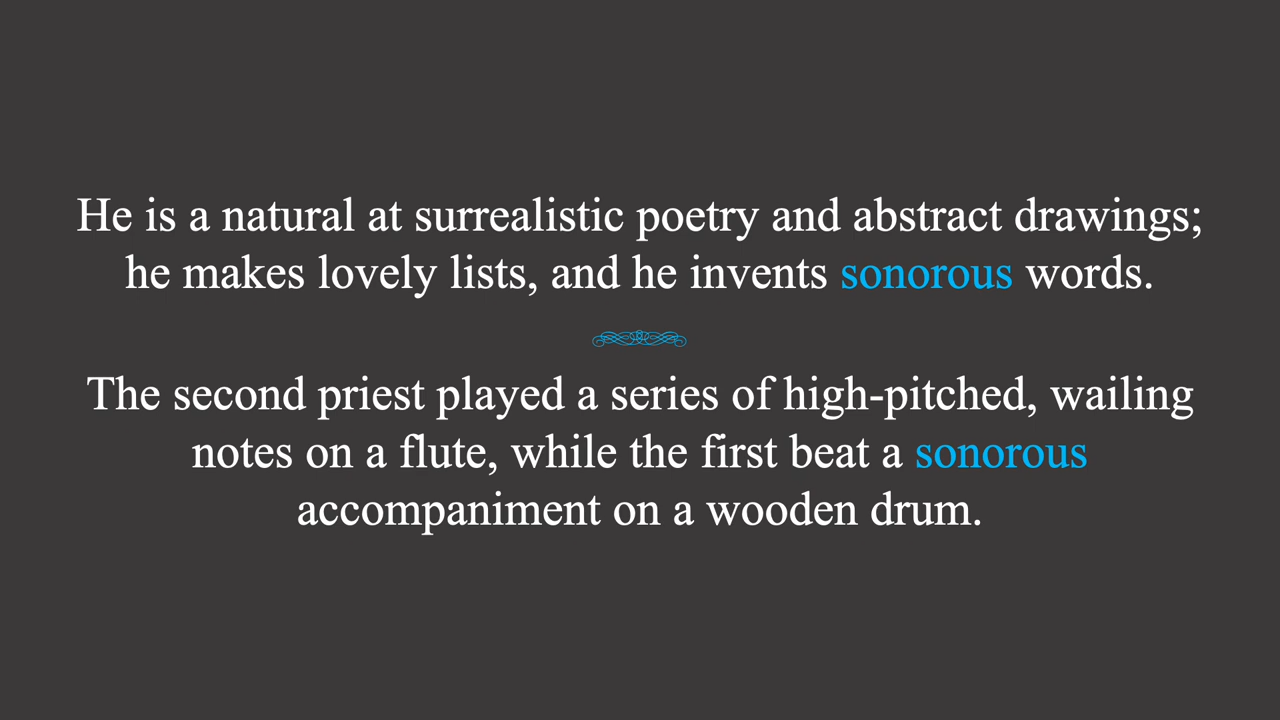 He is a natural at surrealistic poetry and abstract drawings;
he makes lovely lists, and he invents sonorous words.
The second priest played a series of high-pitched, wailing
notes on a flute, while the first beat a sonorous
accompaniment on a wooden drum.